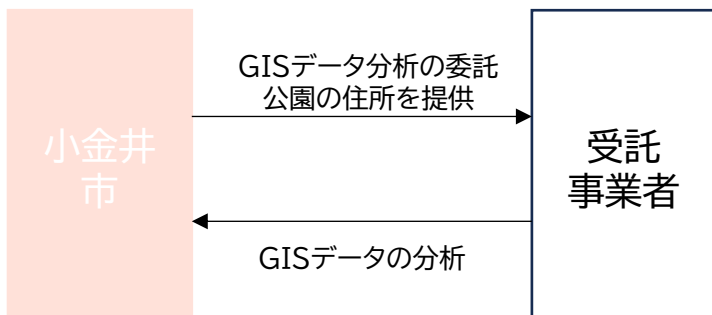 GISデータ分析の委託
公園の住所を提供
小金井
市
受託
事業者
GISデータの分析